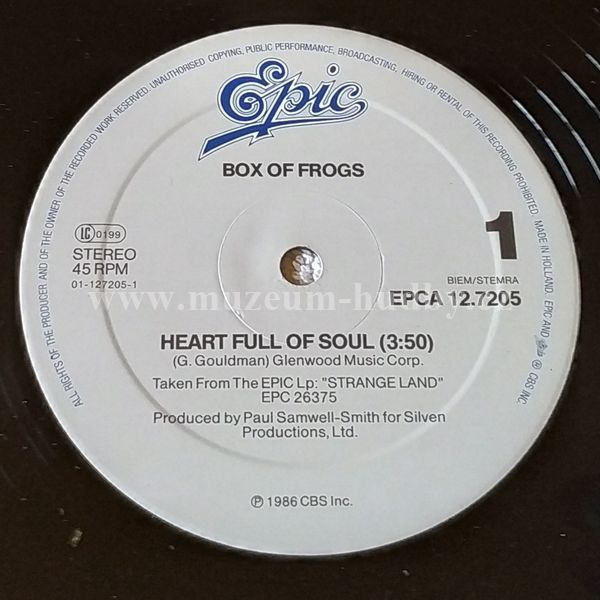 ALL RIGHTS OF THE PRODUCER AND OF THE OWNER OF THE RECORDED WORK RESERVED. UNAUTHORISED COPYING, PUBLIC PERFORMANCE, BROADCASTING, HIRING OR RENTAL OF THIS RECORDING PROHIBITED. MADE IN HOLLAND. EPIC AND Epic ® CBS INC.
Epic
BOX OF FROGS
1
LC 0199
STEREO
45 RPM
01-127205-1
BIEM/STEMRA
EPCA 12.7205
www.muzeum-hudby.cz
HEART FULL OF SOUL (3:50)
(G. Gouldman) Glenwood Music Corp.
Taken From The EPIC Lp: "STRANGE LAND"
EPC 26375
Produced by Paul Samwell-Smith for Silven
Productions, Ltd.
℗ 1986 CBS Inc.